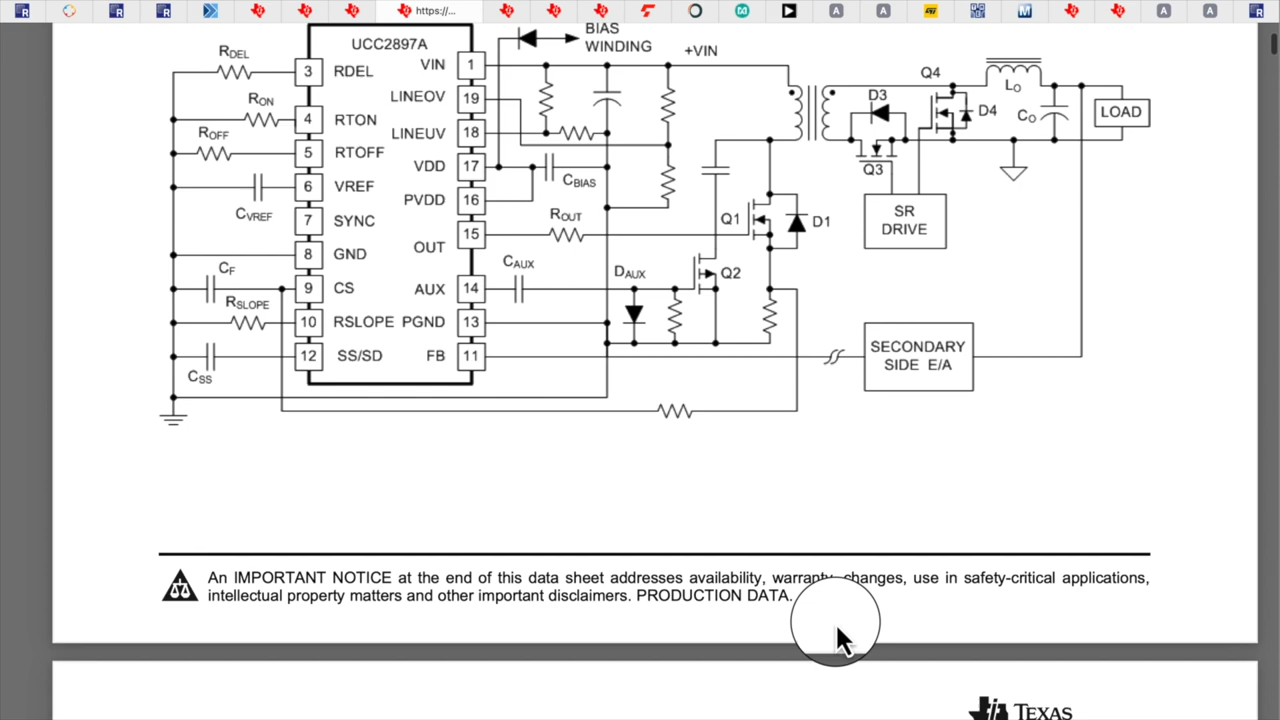 https://...
BIAS
WINDING
UCC2897A
+VIN
RDEL
3
RDEL
VIN
1
Q4
LINEOV
19
D3
LO
RON
4
RTON
D4
CO
LOAD
LINEUV
18
ROFF
5
RTOFF
VDD
17
Q3
CBIAS
6
VREF
PVDD
16
CVREF
7
SYNC
ROUT
15
OUT
Q1
D1
SR
DRIVE
8
GND
CF
CAUX
DAUX
Q2
9
CS
AUX
14
RSLOPE
10
RSLOPE
PGND
13
12
SS/SD
FB
11
SECONDARY
SIDE E/A
CSS
An IMPORTANT NOTICE at the end of this data sheet addresses availability, warranty, changes, use in safety-critical applications,
intellectual property matters and other important disclaimers. PRODUCTION DATA.
TEXAS